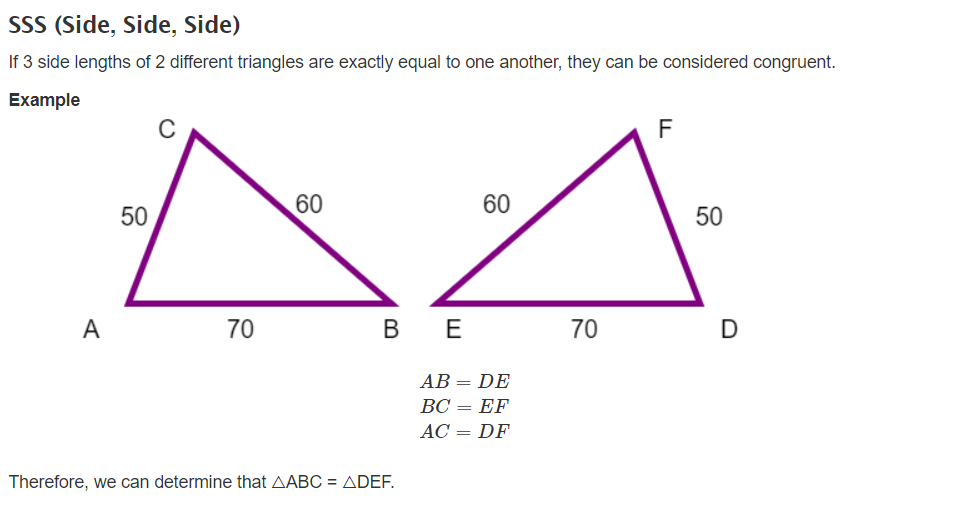 SSS (Side, Side, Side)
If 3 side lengths of 2 different triangles are exactly equal to one another, they can be considered congruent.
Example
C F
50 60 60 50
A 70 B E 70 D
AB = DE
BC = EF
AC = DF
Therefore, we can determine that △ABC = △DEF.